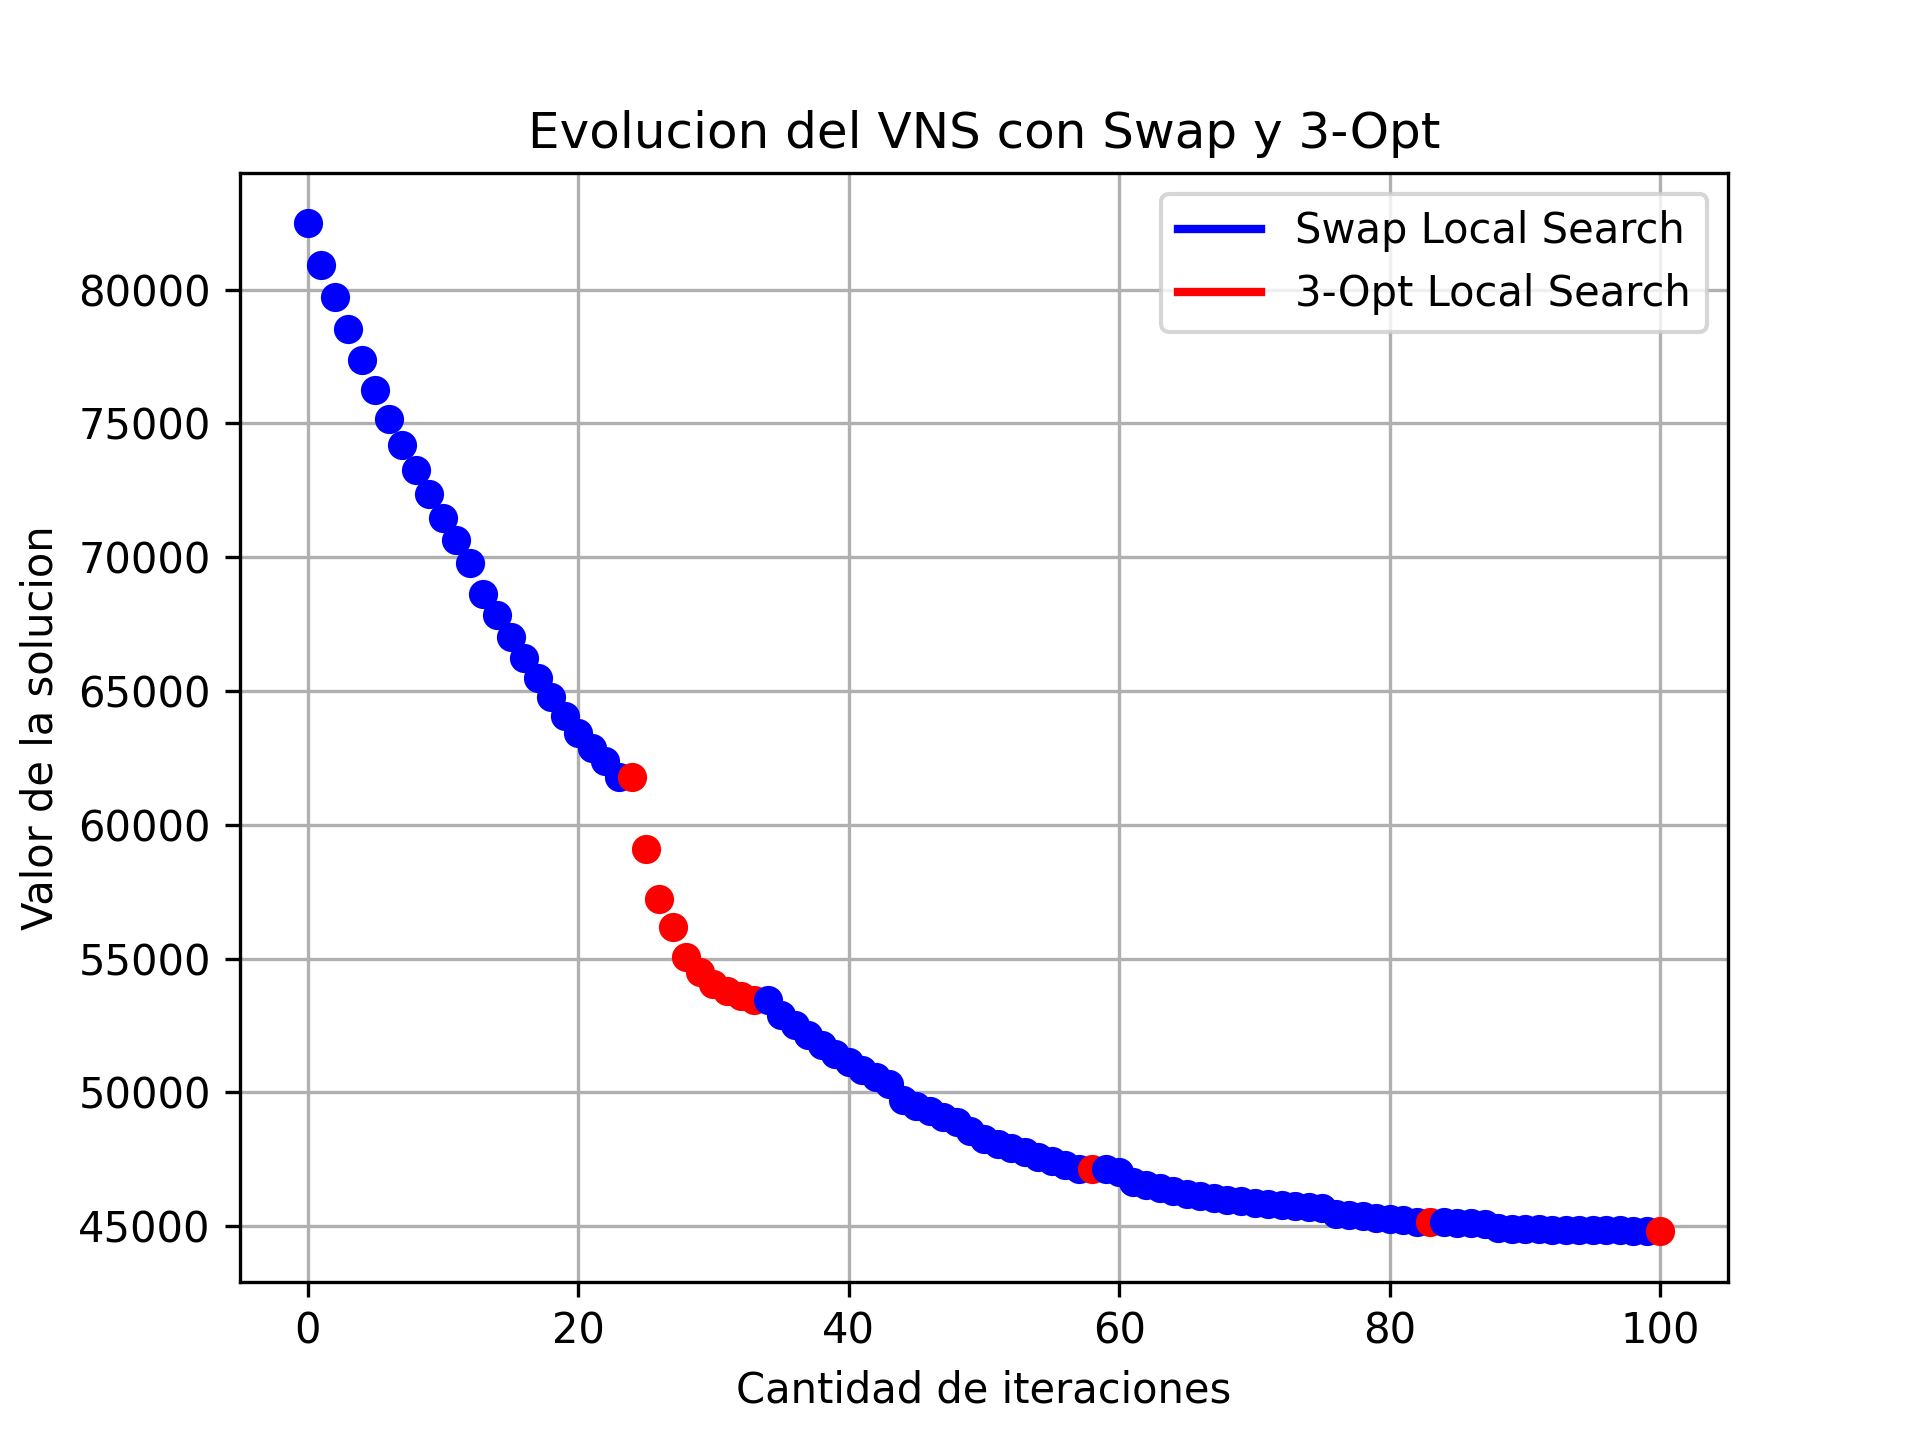 Evolucion del VNS con Swap y 3-Opt
Swap Local Search
3-Opt Local Search
Valor de la solucion
80000
75000
70000
65000
60000
55000
50000
45000
0 20 40 60 80 100
Cantidad de iteraciones